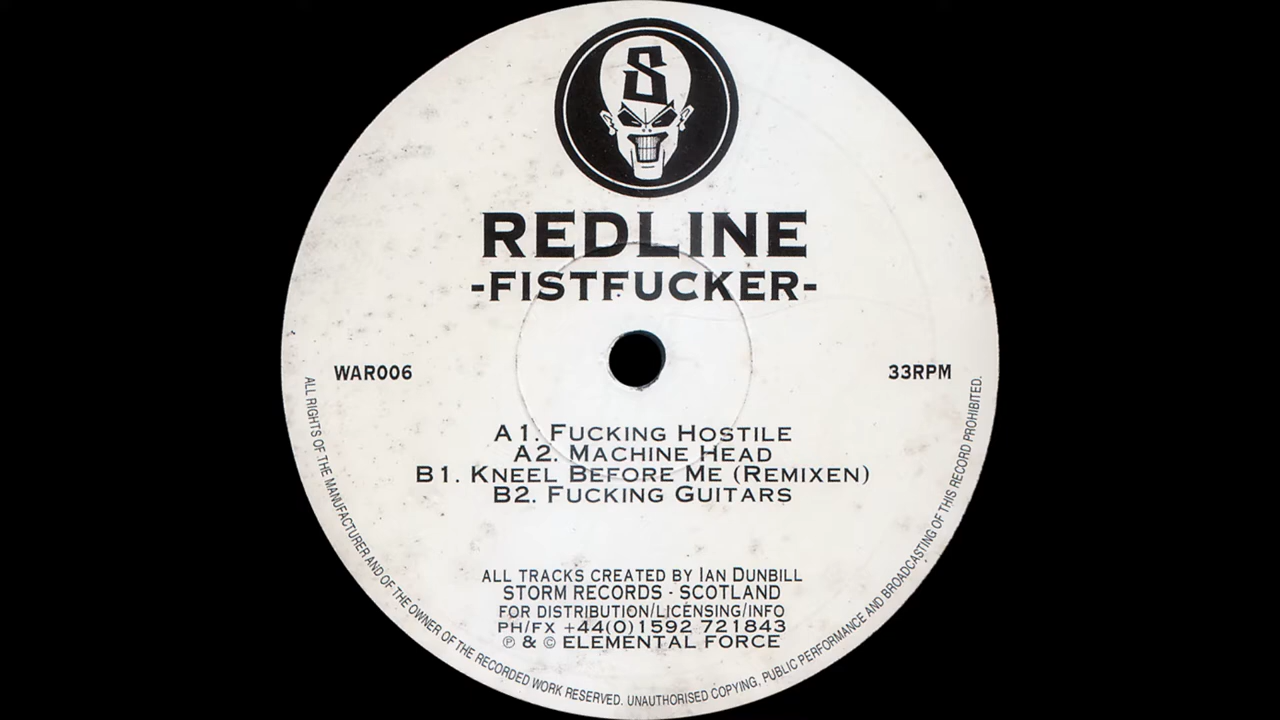 S
REDLINE
-FISTFUCKER-
WAR006
33RPM
A1. FUCKING HOSTILE
A2. MACHINE HEAD
B1. KNEEL BEFORE ME (REMIXEN)
B2. FUCKING GUITARS
ALL TRACKS CREATED BY IAN DUNBILL
STORM RECORDS - SCOTLAND
FOR DISTRIBUTION/LICENSING/INFO
PH/FX +44(0)1592 721843
℗ & © ELEMENTAL FORCE
ALL RIGHTS OF THE MANUFACTURER AND OF THE OWNER OF THE RECORDED WORK RESERVED. UNAUTHORISED COPYING, PUBLIC PERFORMANCE AND BROADCASTING OF THIS RECORD PROHIBITED.